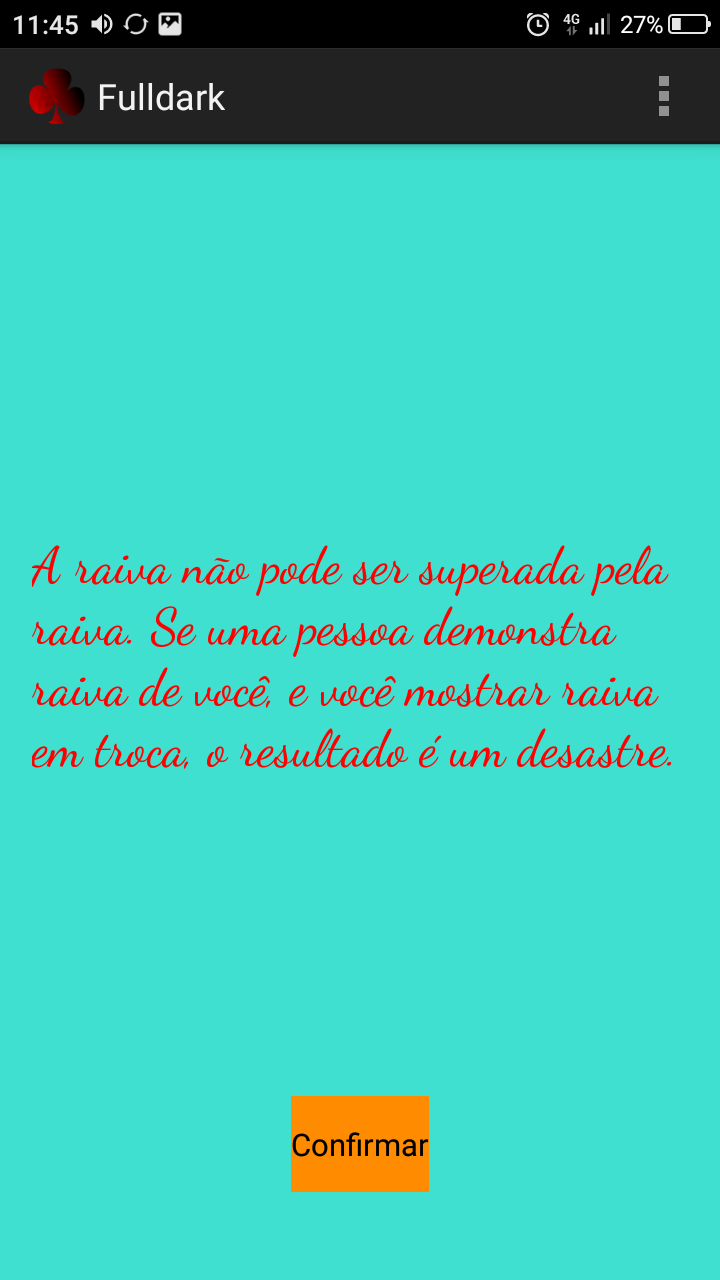 11:45 4G 27%
Fulldark
A raiva não pode ser superada pela
raiva. Se uma pessoa demonstra
raiva de você, e você mostrar raiva
em troca, o resultado é um desastre.
Confirmar